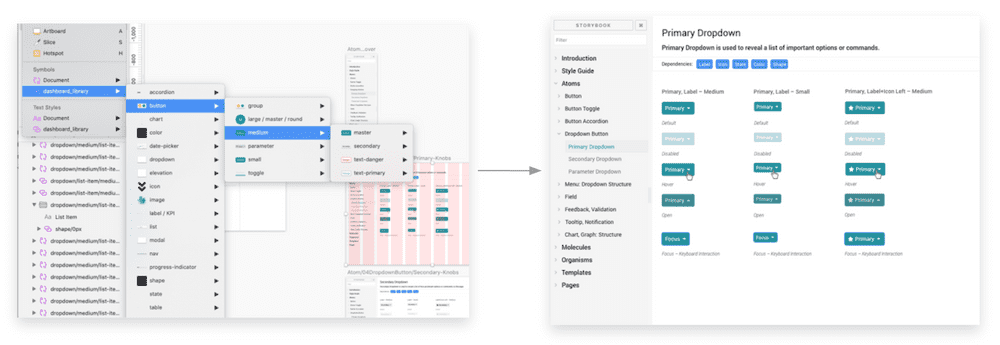 Artboard A
Slice S
Hotspot H
Symbols
Document
dashboard_library
Text Styles
Document
dashboard_library
dropdown/medium/list-ite...
dropdown/medium/list-ite...
dropdown/medium/list-ite...
dropdown/medium/list-item/medium...
dropdown/medium/list-ite...
List Item
shape/Ops
dropdown/medium/list-ite...
dropdown/medium/list-ite...
dropdown/medium/list-ite...
dropdown/medium/list-ite...
dropdown/medium/list-ite...
dropdown/medium/list-ite...
accordion
button
chart
color
date-picker
dropdown
elevation
icon
image
label / KPI
list
modal
nav
progress-indicator
shape
state
table
group
large / master / round
medium
parameter
small
toggle
master
secondary
text-danger
text-primary
Atom...over
Primary-Knobs
Atom/04DropdownButton/Secondary-Knobs
Secondary Dropdown
STORYBOOK
Filter
Introduction
Style Guide
Atoms
Button
Button Toggle
Button Accordion
Dropdown Button
Primary Dropdown
Secondary Dropdown
Parameter Dropdown
Menu: Dropdown Structure
Field
Feedback, Validation
Tooltip, Notification
Chart, Graph: Structure
Molecules
Organisms
Templates
Pages
Primary Dropdown
Primary Dropdown is used to reveal a list of important options or commands.
Dependencies: Label Icon State Color Shape
Primary, Label – Medium Primary, Label – Small Primary, Label+Icon Left – Medium
Primary Primary Primary
Default Default Default
Primary Primary Primary
Disabled Disabled Disabled
Primary Primary Primary
Hover Hover Hover
Primary Primary Primary
Open Open Open
Focus Focus Primary
Focus – Keyboard Interaction Focus – Keyboard Interaction Focus – Keyboard Interaction